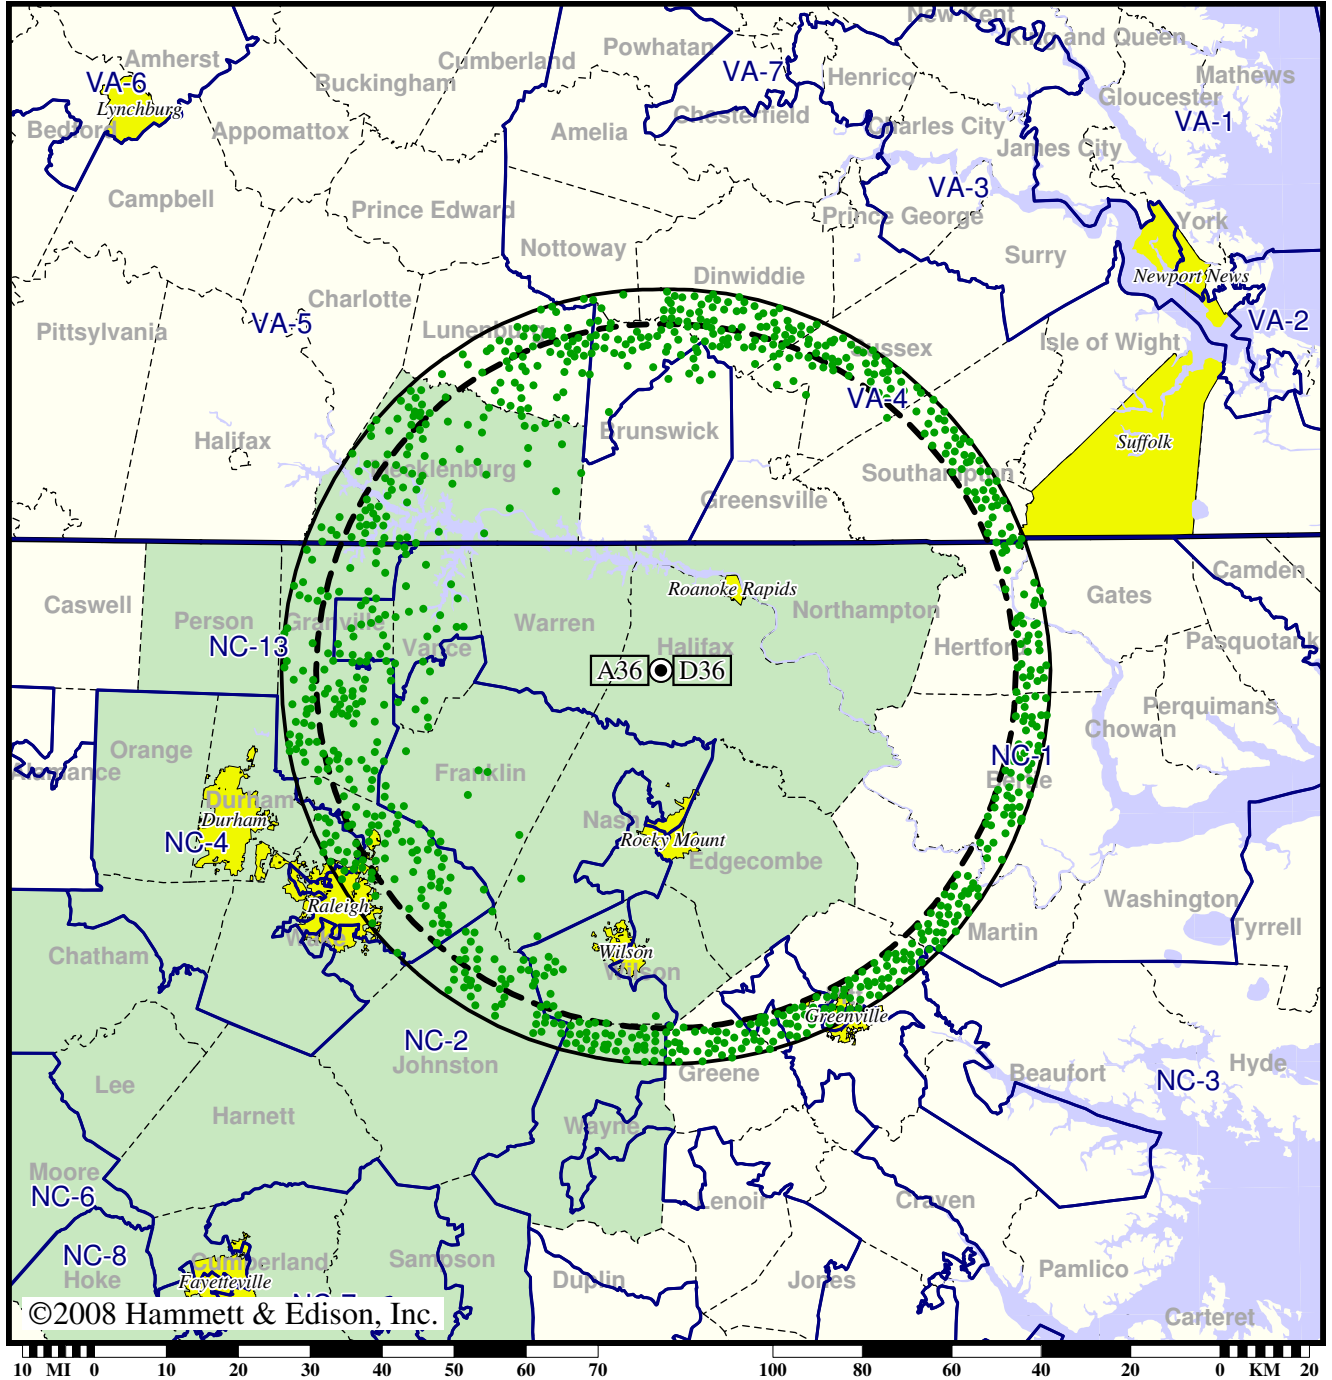 New Kent
King and Queen
Amherst
Cumberland
Powhatan
VA-6
Buckingham
VA-7
Henrico
Mathews
Gloucester
Lynchburg
Bedford
Appomattox
Amelia
Chesterfield
Charles City
VA-1
James City
Campbell
Prince Edward
VA-3
Prince George
York
Nottoway
Surry
Dinwiddie
Newport News
Charlotte
Pittsylvania
VA-5
Lunenburg
VA-2
Isle of Wight
Sussex
VA-4
Halifax
Brunswick
Suffolk
Mecklenburg
Southampton
Greensville
Caswell
Person
Granville
Warren
Roanoke Rapids
Northampton
Gates
Camden
NC-13
Vance
Halifax
Hertford
Pasquotank
A36
D36
Orange
Perquimans
Chowan
NC-1
Bertie
Alamance
Franklin
Durham
Durham
NC-4
Nash
Rocky Mount
Edgecombe
Raleigh
Washington
Tyrrell
Wake
Martin
Chatham
Wilson
Wilson
Greenville
NC-2
Johnston
Greene
Beaufort
Hyde
NC-3
Lee
Harnett
Wayne
Moore
NC-6
Lenoir
Craven
NC-8
Hoke
Cumberland
Fayetteville
Sampson
Duplin
Jones
Pamlico
NC-7
©2008 Hammett & Edison, Inc.
Carteret
10 MI 0 10 20 30 40 50 60 70 100 80 60 40 20 0 KM 20